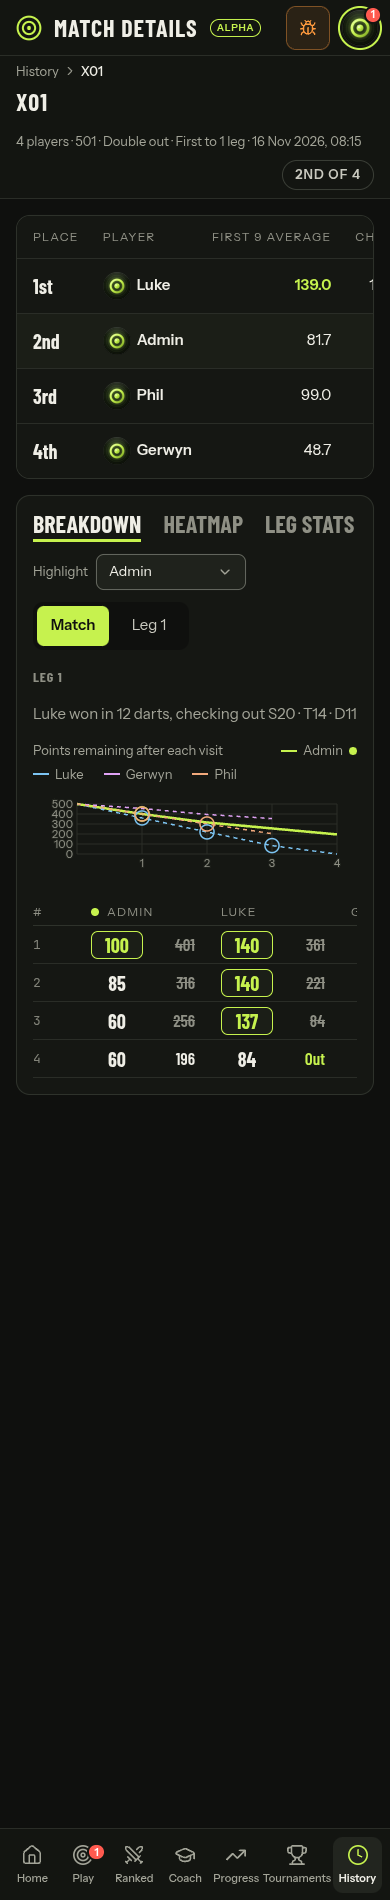 MATCH DETAILS ALPHA 1
History > X01
X01
4 players · 501 · Double out · First to 1 leg · 16 Nov 2026, 08:15
2ND OF 4
PLACE PLAYER FIRST 9 AVERAGE CH
1st Luke 139.0 1
2nd Admin 81.7
3rd Phil 99.0
4th Gerwyn 48.7
BREAKDOWN HEATMAP LEG STATS
Highlight Admin
Match Leg 1
LEG 1
Luke won in 12 darts, checking out S20 · T14 · D11
Points remaining after each visit Admin
Luke Gerwyn Phil
500
400
300
200
100
0
1 2 3 4
# ADMIN LUKE G
1 100 401 140 361
2 85 316 140 221
3 60 256 137 84
4 60 196 84 Out
1
Home Play Ranked Coach Progress Tournaments History